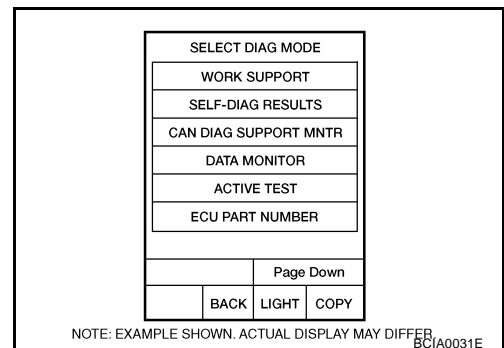 SELECT DIAG MODE
WORK SUPPORT
SELF-DIAG RESULTS
CAN DIAG SUPPORT MNTR
DATA MONITOR
ACTIVE TEST
ECU PART NUMBER
Page Down
BACK LIGHT COPY
NOTE: EXAMPLE SHOWN. ACTUAL DISPLAY MAY DIFFER.
BCIA0031E